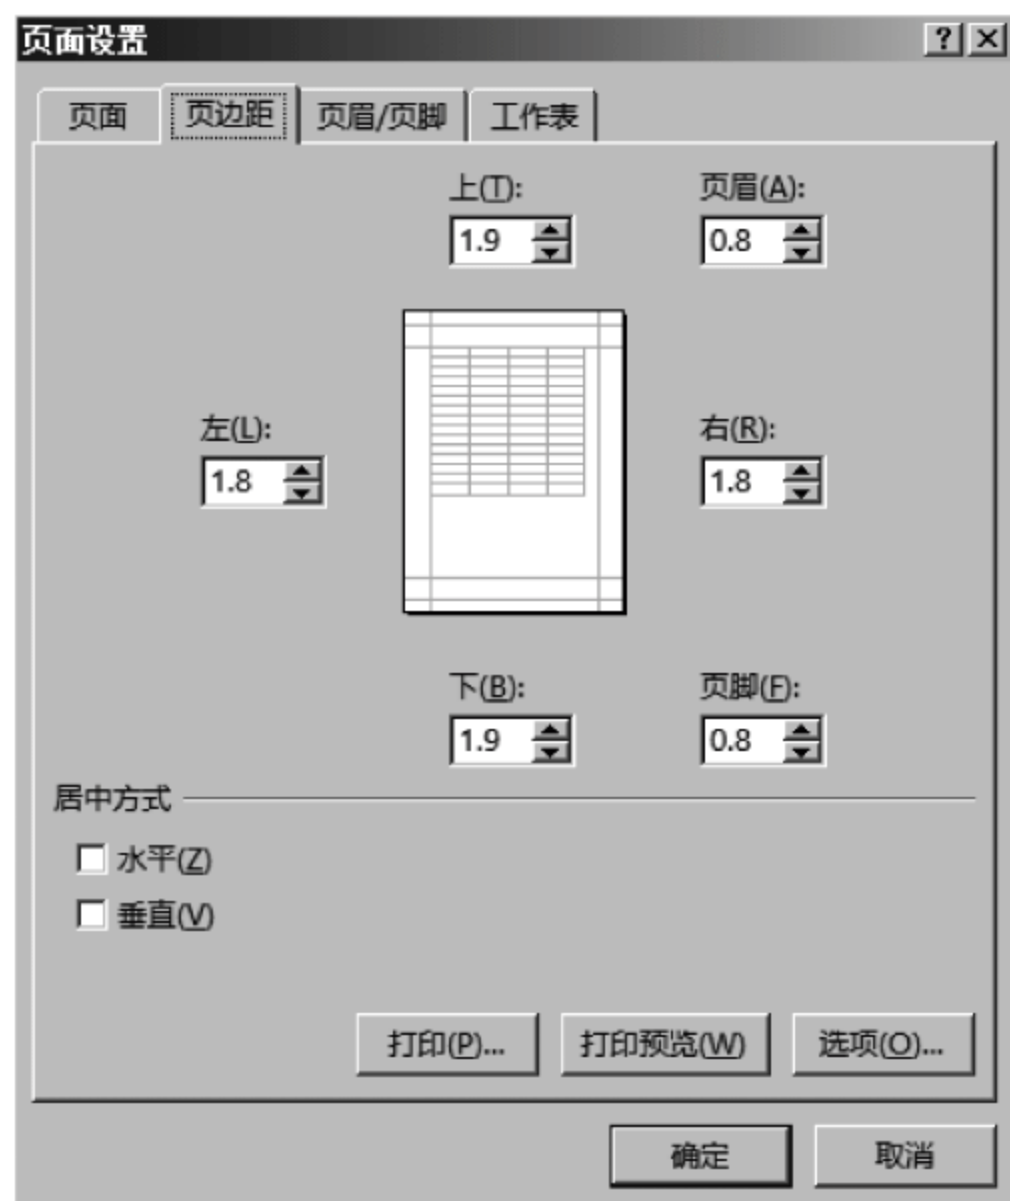 页面设置
页面 页边距 页眉/页脚 工作表
上(T): 页眉(A):
1.9 0.8
左(L): 右(R):
1.8 1.8
下(B): 页脚(F):
1.9 0.8
居中方式
水平(Z)
垂直(V)
打印(P)... 打印预览(W) 选项(O)...
确定 取消